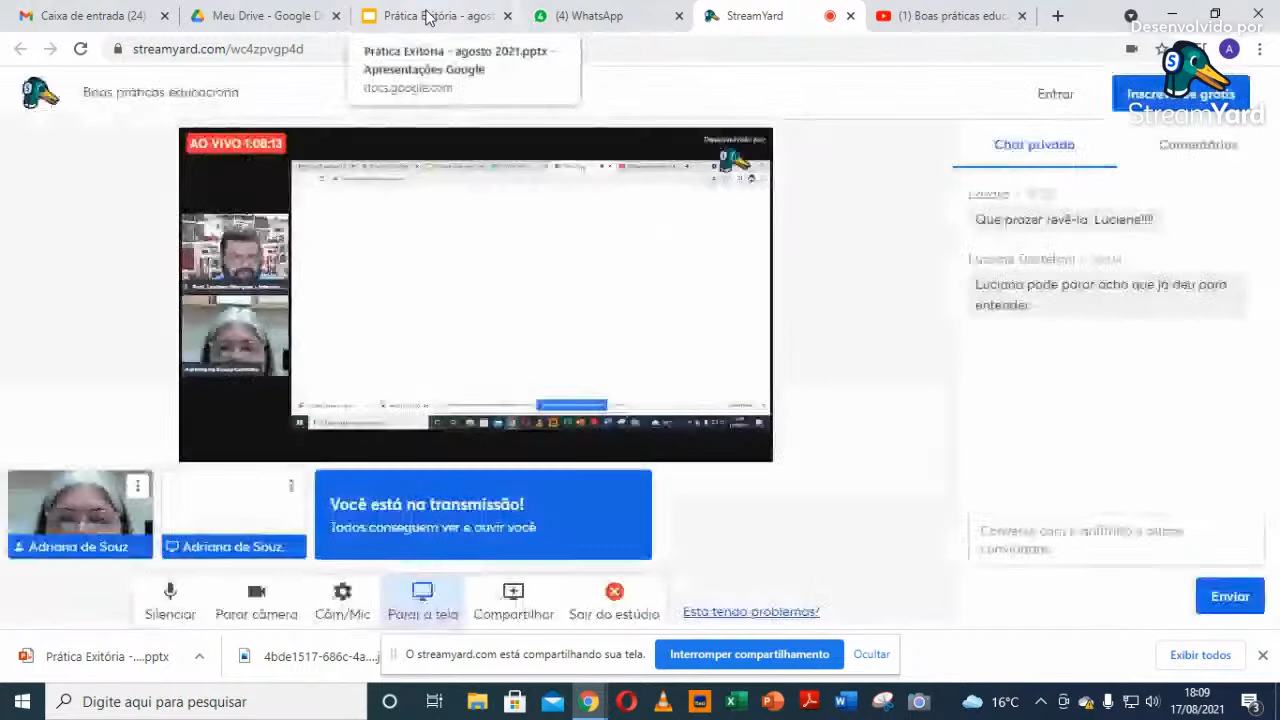 Caixa de entrada (24)
Meu Drive - Google D
Prática Exitória - agost
(4) WhatsApp
StreamYard
(1) Boas práticas educ
Desenvolvido por
StreamYard
streamyard.com/wc4zpvgp4d
Prática Exitória - agosto 2021.pptx -
Apresentações Google
docs.google.com
Boas práticas educaciona
Entrar
Inscreva-se grátis
AO VIVO 1:08:13
Chat privado
Comentários
Que prazer revê-la, Luciene!!!!
Luciana pode parar acho que já deu para
entender.
Adriana de Souz
Adriana de Souz.
Você está na transmissão!
Todos conseguem ver e ouvir você
Silenciar
Parar câmera
Câm/Mic
Parar a tela
Compartilhar
Sair do estúdio
Está tendo problemas?
Enviar
Prática Exitória - ....pptx
4bde1517-686c-4a....j
O streamyard.com está compartilhando sua tela.
Interromper compartilhamento
Ocultar
Exibir todos
Digite aqui para pesquisar
16°C
18:09
17/08/2021
3